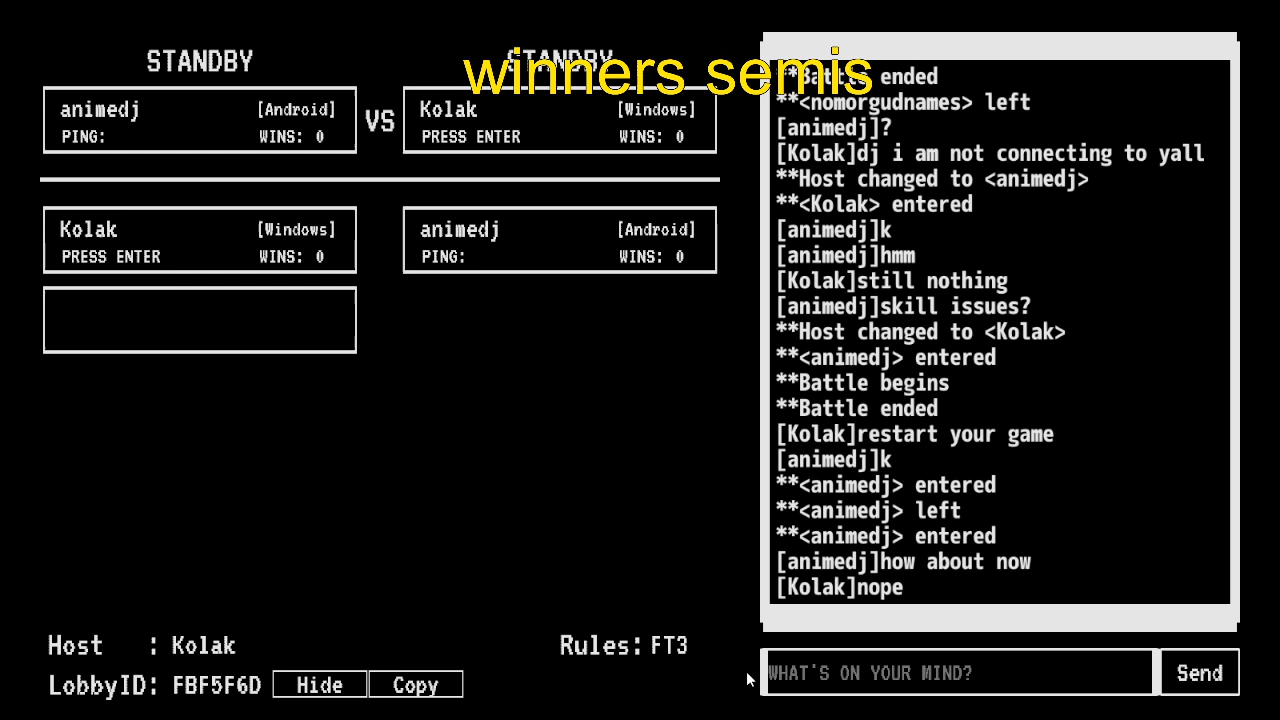 STANDBY
STANDBY
winners semis
animedj [Android]
PING: WINS: 0
VS
Kolak [Windows]
PRESS ENTER WINS: 0
Kolak [Windows]
PRESS ENTER WINS: 0
animedj [Android]
PING: WINS: 0
Host : Kolak
Rules: FT3
LobbyID: FBF5F6D Hide Copy
**Battle ended
**<nomorgudnames> left
[animedj]?
[Kolak]dj i am not connecting to yall
**Host changed to <animedj>
**<Kolak> entered
[animedj]k
[animedj]hmm
[Kolak]still nothing
[animedj]skill issues?
**Host changed to <Kolak>
**<animedj> entered
**Battle begins
**Battle ended
[Kolak]restart your game
[animedj]k
**<animedj> entered
**<animedj> left
**<animedj> entered
[animedj]how about now
[Kolak]nope
WHAT'S ON YOUR MIND? Send